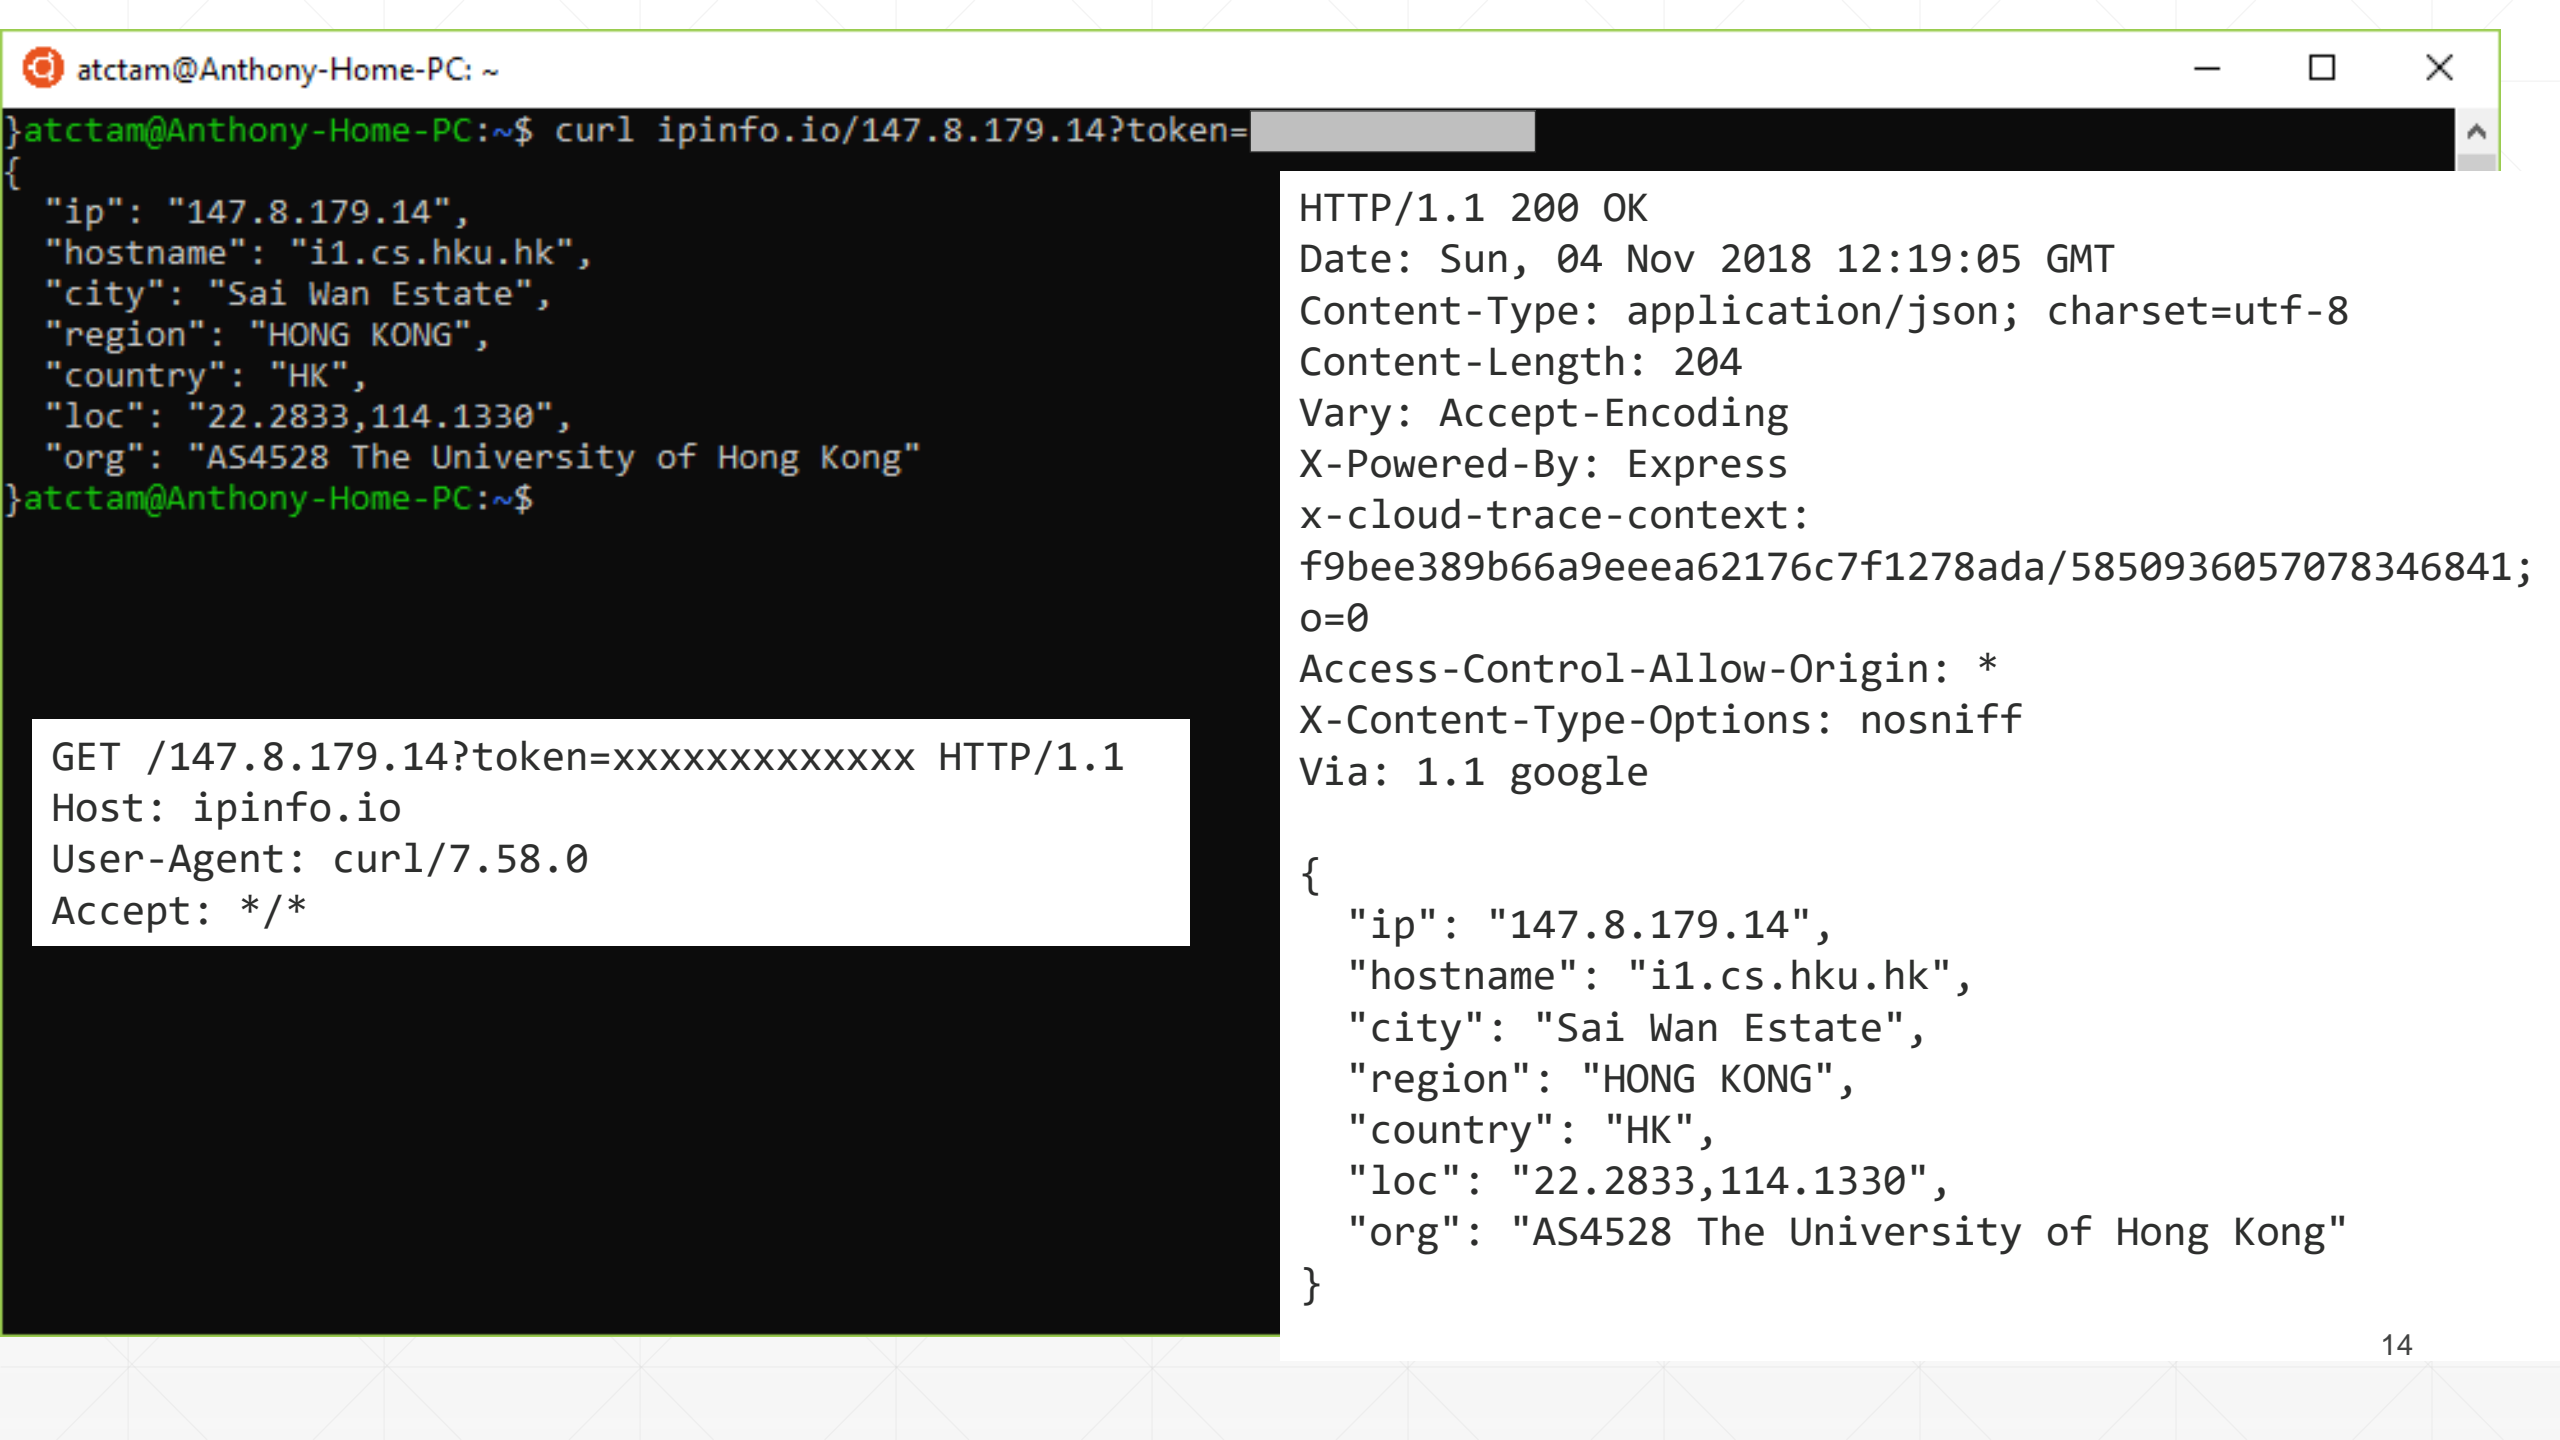 atctam@Anthony-Home-PC: ~
}atctam@Anthony-Home-PC:~$ curl ipinfo.io/147.8.179.14?token=
{
  "ip": "147.8.179.14",
  "hostname": "i1.cs.hku.hk",
  "city": "Sai Wan Estate",
  "region": "HONG KONG",
  "country": "HK",
  "loc": "22.2833,114.1330",
  "org": "AS4528 The University of Hong Kong"
}atctam@Anthony-Home-PC:~$
GET /147.8.179.14?token=xxxxxxxxxxxxx HTTP/1.1
Host: ipinfo.io
User-Agent: curl/7.58.0
Accept: */*
HTTP/1.1 200 OK
Date: Sun, 04 Nov 2018 12:19:05 GMT
Content-Type: application/json; charset=utf-8
Content-Length: 204
Vary: Accept-Encoding
X-Powered-By: Express
x-cloud-trace-context:
f9bee389b66a9eeea62176c7f1278ada/5850936057078346841;
o=0
Access-Control-Allow-Origin: *
X-Content-Type-Options: nosniff
Via: 1.1 google
{
  "ip": "147.8.179.14",
  "hostname": "i1.cs.hku.hk",
  "city": "Sai Wan Estate",
  "region": "HONG KONG",
  "country": "HK",
  "loc": "22.2833,114.1330",
  "org": "AS4528 The University of Hong Kong"
}
14